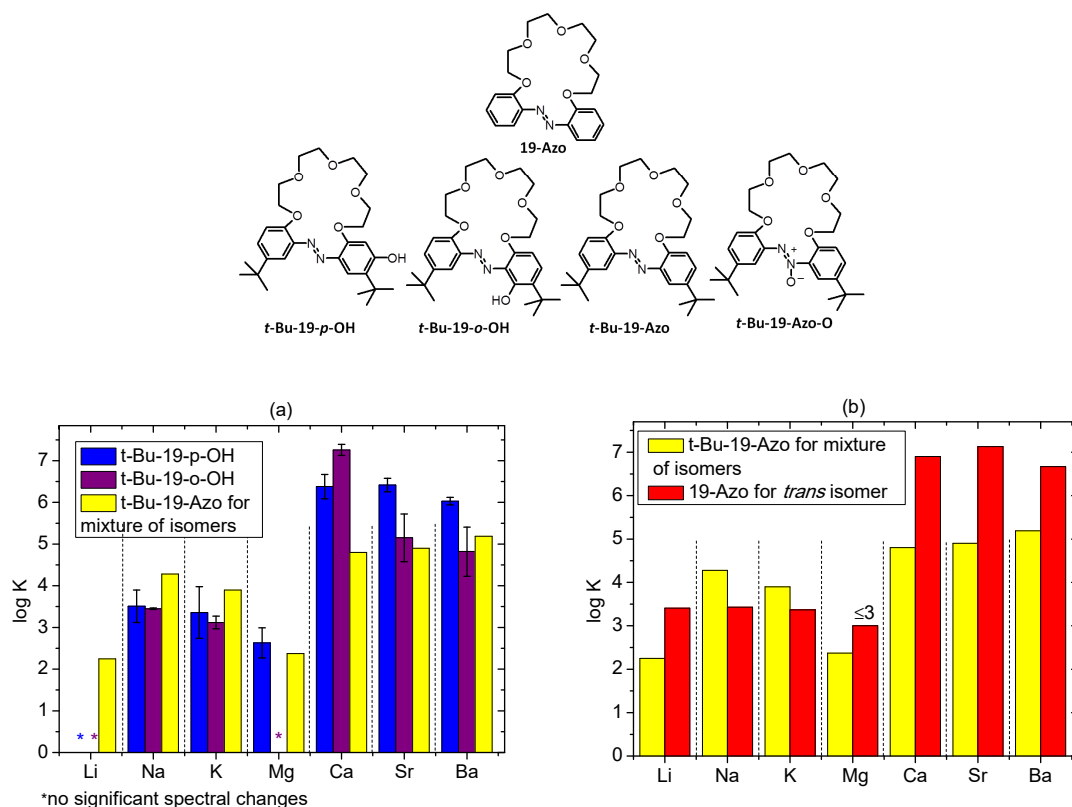 O
O
O
O
O
N
N
19-Azo
O
O
O
O
O
N
N
OH
t-Bu-19-p-OH
O
O
O
O
O
N
N
HO
t-Bu-19-o-OH
O
O
O
O
O
N
N
t-Bu-19-Azo
O
O
O
O
O
N
N+
O−
t-Bu-19-Azo-O
(a)
t-Bu-19-p-OH
t-Bu-19-o-OH
t-Bu-19-Azo for
mixture of isomers
log K
7
6
5
4
3
2
1
0
* *
*
Li Na K Mg Ca Sr Ba
*no significant spectral changes
(b)
t-Bu-19-Azo for mixture
of isomers
19-Azo for trans isomer
≤3
log K
7
6
5
4
3
2
1
0
Li Na K Mg Ca Sr Ba